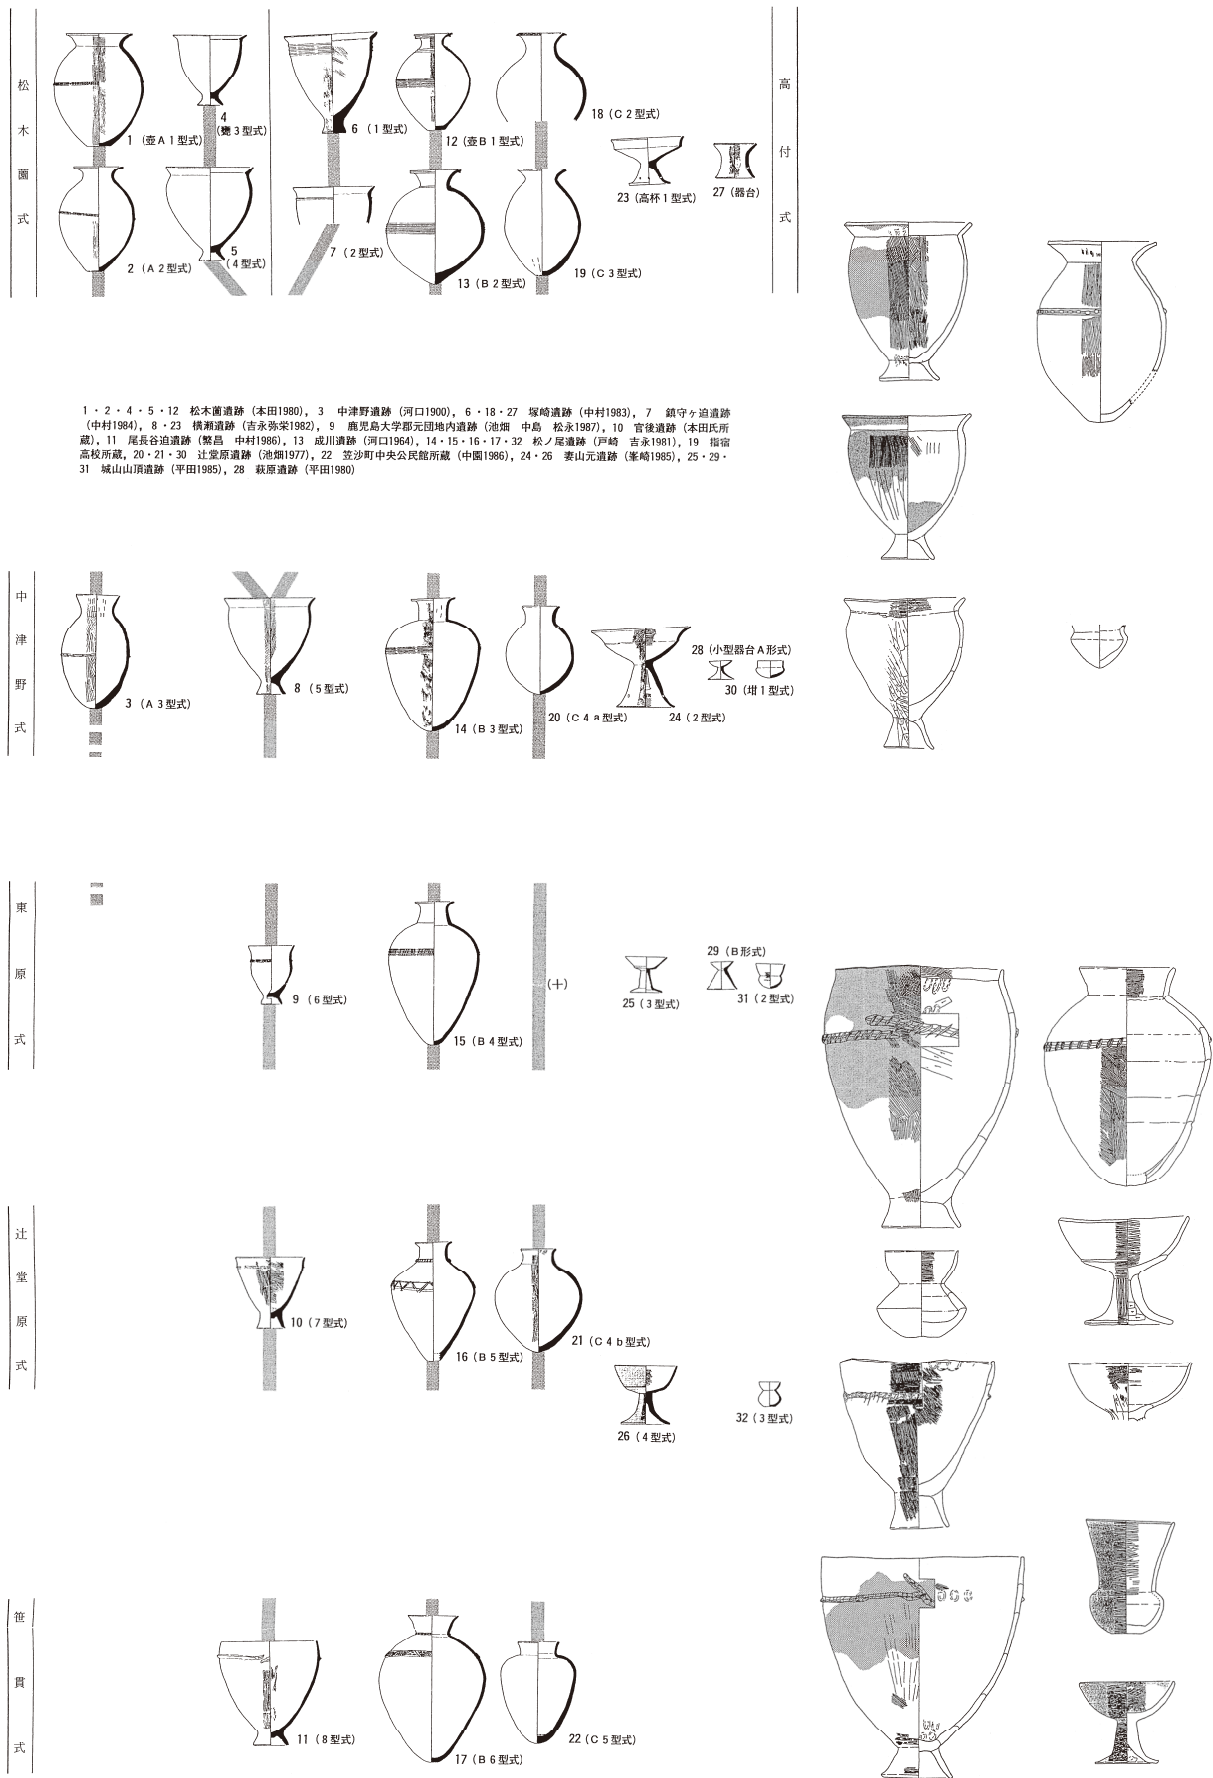 松木薗式
高付式
1（壺A1型式）
4
（甕3型式）
6（1型式）
12（壺B1型式）
18（C2型式）
23（高杯1型式）
27（器台）
2（A2型式）
5
（4型式）
7（2型式）
13（B2型式）
19（C3型式）
1・2・4・5・12　松木薗遺跡（本田1980），3　中津野遺跡（河口1900），6・18・27　塚崎遺跡（中村1983），7　鎮守ヶ迫遺跡
（中村1984），8・23　横瀬遺跡（吉永弥栄1982），9　鹿児島大学郡元団地内遺跡（池畑　中島　松永1987），10　官後遺跡（本田氏所
蔵），11　尾長谷迫遺跡（繁昌　中村1986），13　成川遺跡（河口1964），14・15・16・17・32　松ノ尾遺跡（戸崎　吉永1981），19　指宿
高校所蔵，20・21・30　辻堂原遺跡（池畑1977），22　笠沙町中央公民館所蔵（中園1986），24・26　妻山元遺跡（峯崎1985），25・29・
31　城山山頂遺跡（平田1985），28　萩原遺跡（平田1980）
中津野式
3（A3型式）
8（5型式）
14（B3型式）
20（C4a型式）
24（2型式）
28（小型器台A形式）
30（坩1型式）
東原式
9（6型式）
15（B4型式）
（＋）
25（3型式）
29（B形式）
31（2型式）
辻堂原式
10（7型式）
16（B5型式）
21（C4b型式）
26（4型式）
32（3型式）
笹貫式
11（8型式）
17（B6型式）
22（C5型式）